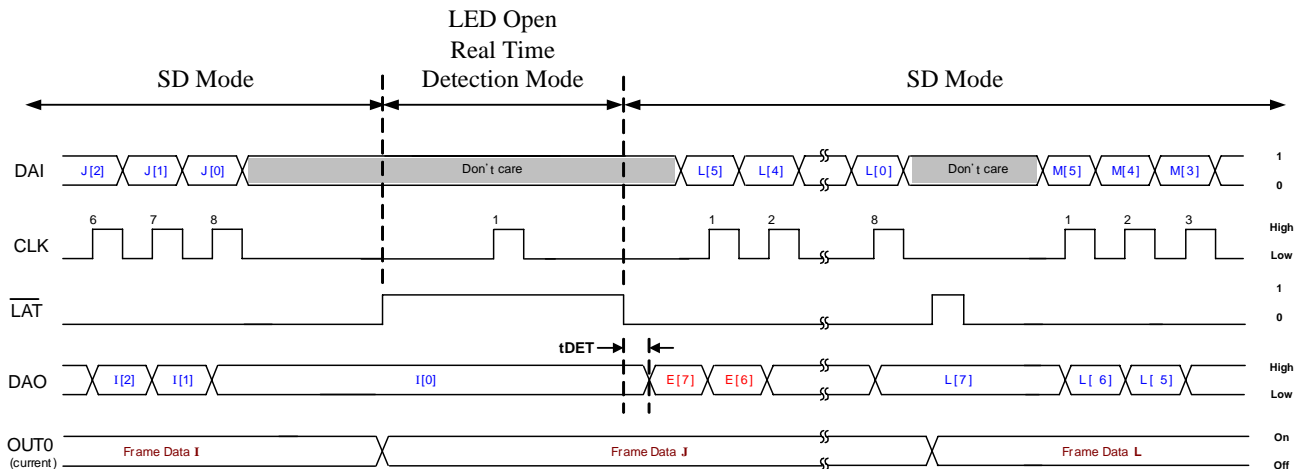 LED Open
Real Time
Detection Mode
SD Mode
SD Mode
DAI
J[2]
J[1]
J[0]
Don't care
L[5]
L[4]
L[0]
Don't care
M[5]
M[4]
M[3]
1
0
CLK
6
7
8
1
1
2
8
1
2
3
High
Low
LAT
1
0
tDET
DAO
I[2]
I[1]
I[0]
E[7]
E[6]
L[7]
L[ 6]
L[ 5]
High
Low
OUT0
(current)
Frame Data I
Frame Data J
Frame Data L
On
Off